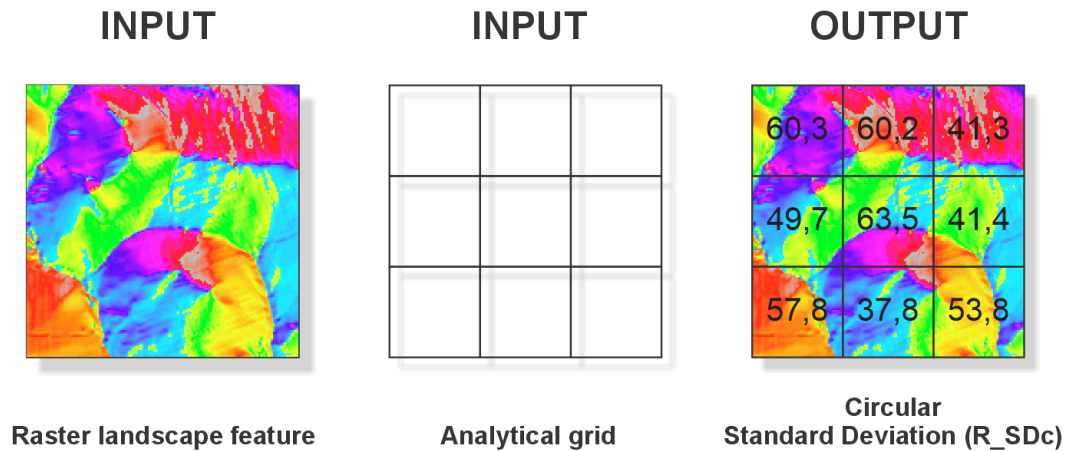 INPUT
INPUT
OUTPUT
60,3 60,2 41,3
49,7 63,5 41,4
57,8 37,8 53,8
Raster landscape feature
Analytical grid
Circular
Standard Deviation (R_SDc)